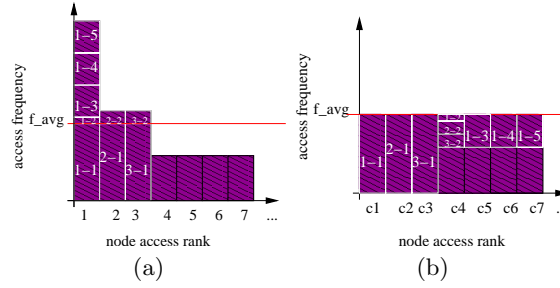 access frequency
f_avg
1-5
1-4
1-3
1-2
2-2
3-2
1-1
2-1
3-1
1 2 3 4 5 6 7 ...
node access rank
(a)
access frequency
f_avg
1-2
2-2
3-2
1-3
1-4
1-5
1-1
2-1
3-1
c1 c2 c3 c4 c5 c6 c7 ...
node access rank
(b)